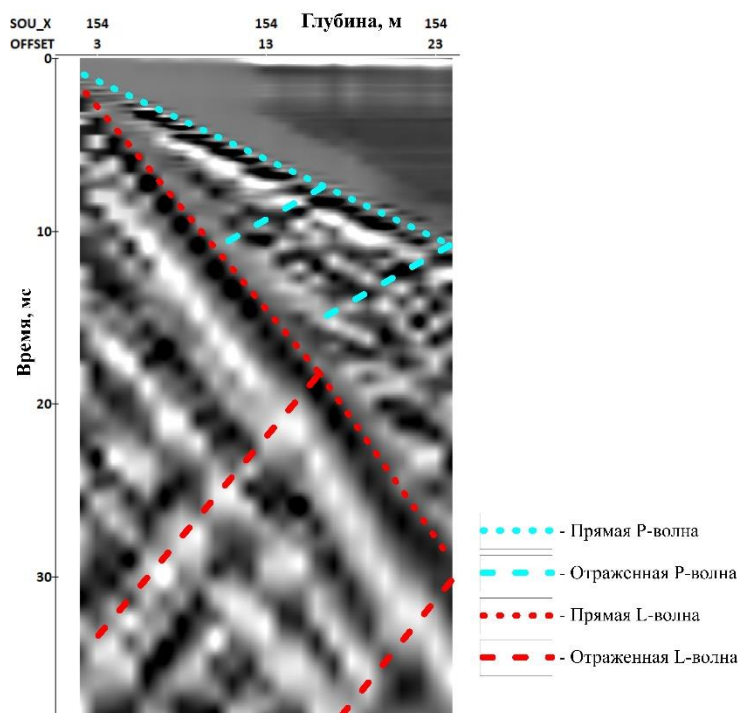 SOU_X 154 154 Глубина, м 154
OFFSET 3 13 23
0
10
Время, мс
20
30
- Прямая P-волна
- Отраженная P-волна
- Прямая L-волна
- Отраженная L-волна